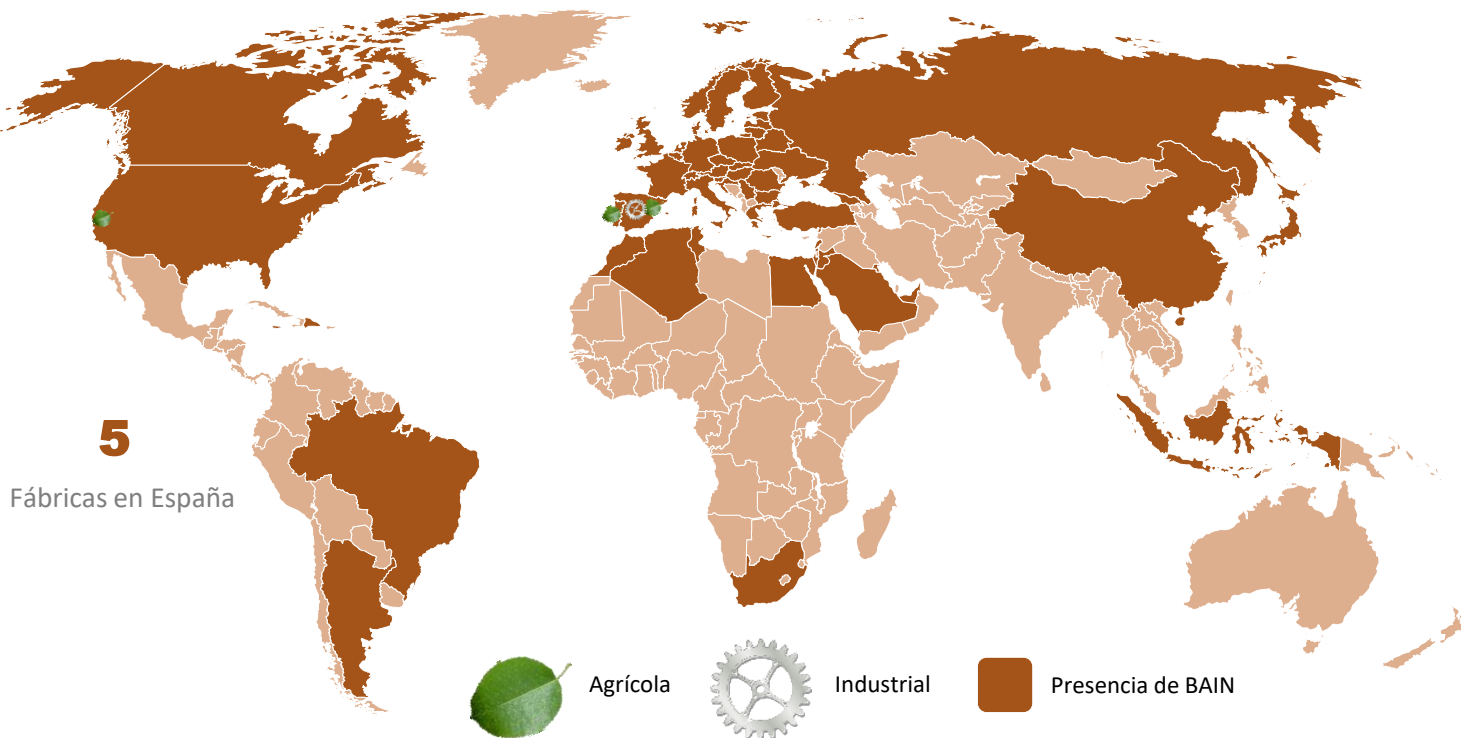 5
Fábricas en España
Agrícola
Industrial
Presencia de BAIN